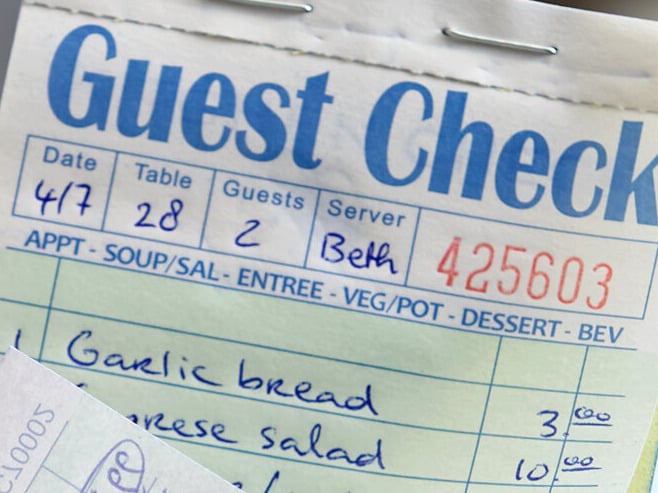 Guest Check
Date Table Guests Server
4/7 28 2 Beth 425603
APPT - SOUP/SAL - ENTREE - VEG/POT - DESSERT - BEV
1 Garlic bread 3.00
salad 10.00